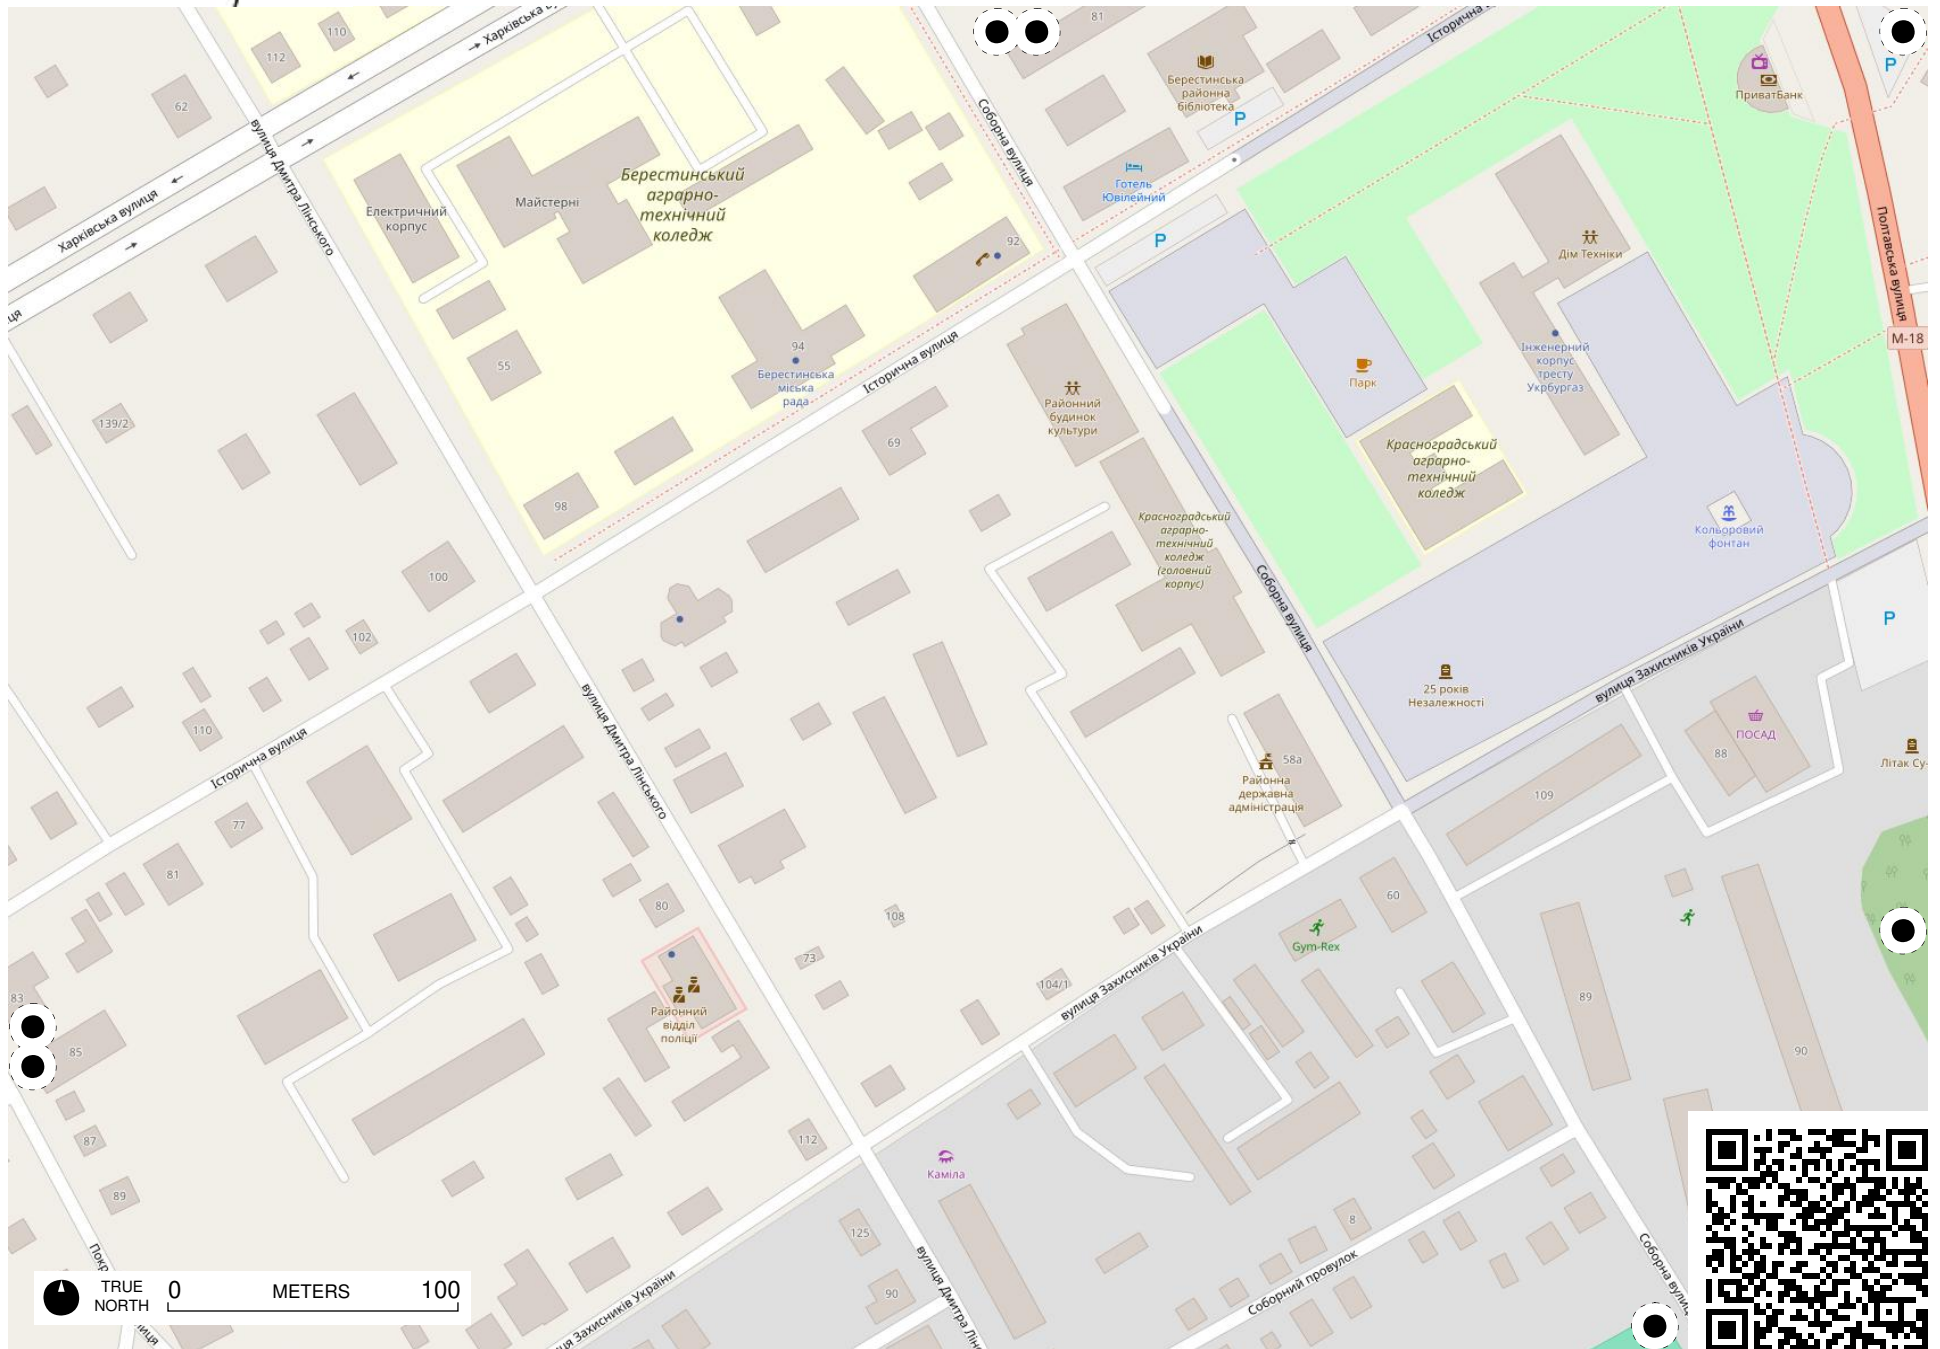 Харківська вулиця
Історична в
81
110
112
62
Берестинська
районна
бібліотека
P
P
ПриватБанк
вулиця Дмитра Лінського
Соборна вулиця
Готель
Ювілейний
Електричний
корпус
Майстерні
Берестинський
аграрно-
технічний
коледж
92
P
Дім Техніки
Полтавська вулиця
Харківська вулиця
ця
M-18
55
94
Берестинська
міська
рада
Історична вулиця
Районний
будинок
культури
Парк
Інженерний
корпус
тресту
Укрбургаз
139/2
69
Красноградський
аграрно-
технічний
коледж
98
Красноградський
аграрно-
технічний
коледж
(головний
корпус)
Кольоровий
фонтан
100
102
Соборна вулиця
P
вулиця Захисників України
25 років
Незалежності
110
Історична вулиця
вулиця Дмитра Лінського
58а
Районна
державна
адміністрація
88
ПОСАД
Літак Су-
109
77
81
80
108
60
Gym-Rex
73
104/1
вулиця Захисників України
83
85
Районний
відділ
поліції
89
90
87
112
Каміла
89
125
8
90
Покр
иця
вулиця Дмитра Лін
ця Захисників України
Соборний провулок
Соборна вулиц
TRUE
NORTH
0 METERS 100